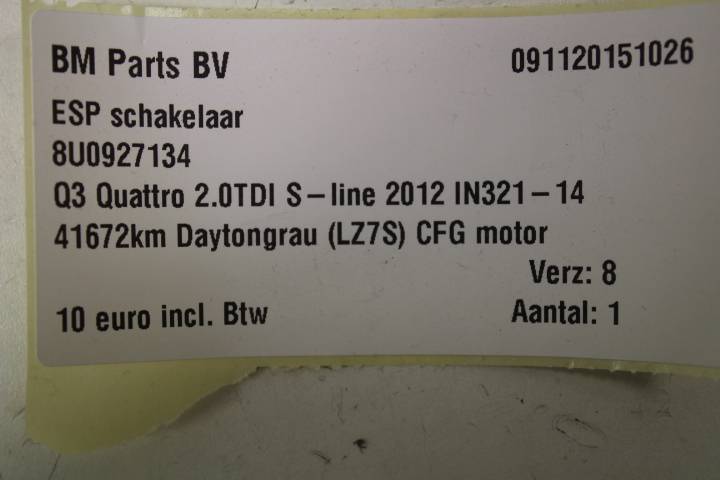 BM Parts BV 091120151026
ESP schakelaar
8U0927134
Q3 Quattro 2.0TDI S-line 2012 IN321-14
41672km Daytongrau (LZ7S) CFG motor
Verz: 8
10 euro incl. Btw Aantal: 1